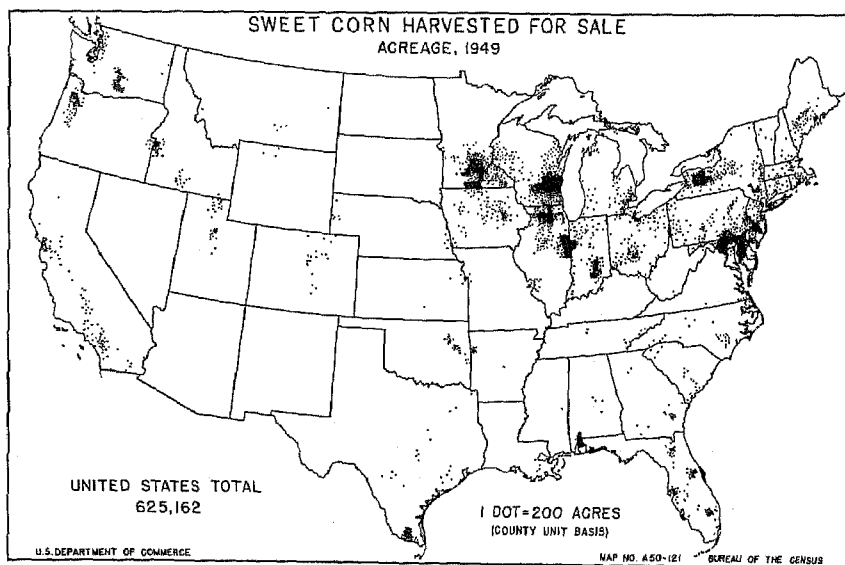 SWEET CORN HARVESTED FOR SALE
ACREAGE, 1949
UNITED STATES TOTAL
625,162
1 DOT=200 ACRES
(COUNTY UNIT BASIS)
U.S. DEPARTMENT OF COMMERCE
MAP NO. A50-121 BUREAU OF THE CENSUS